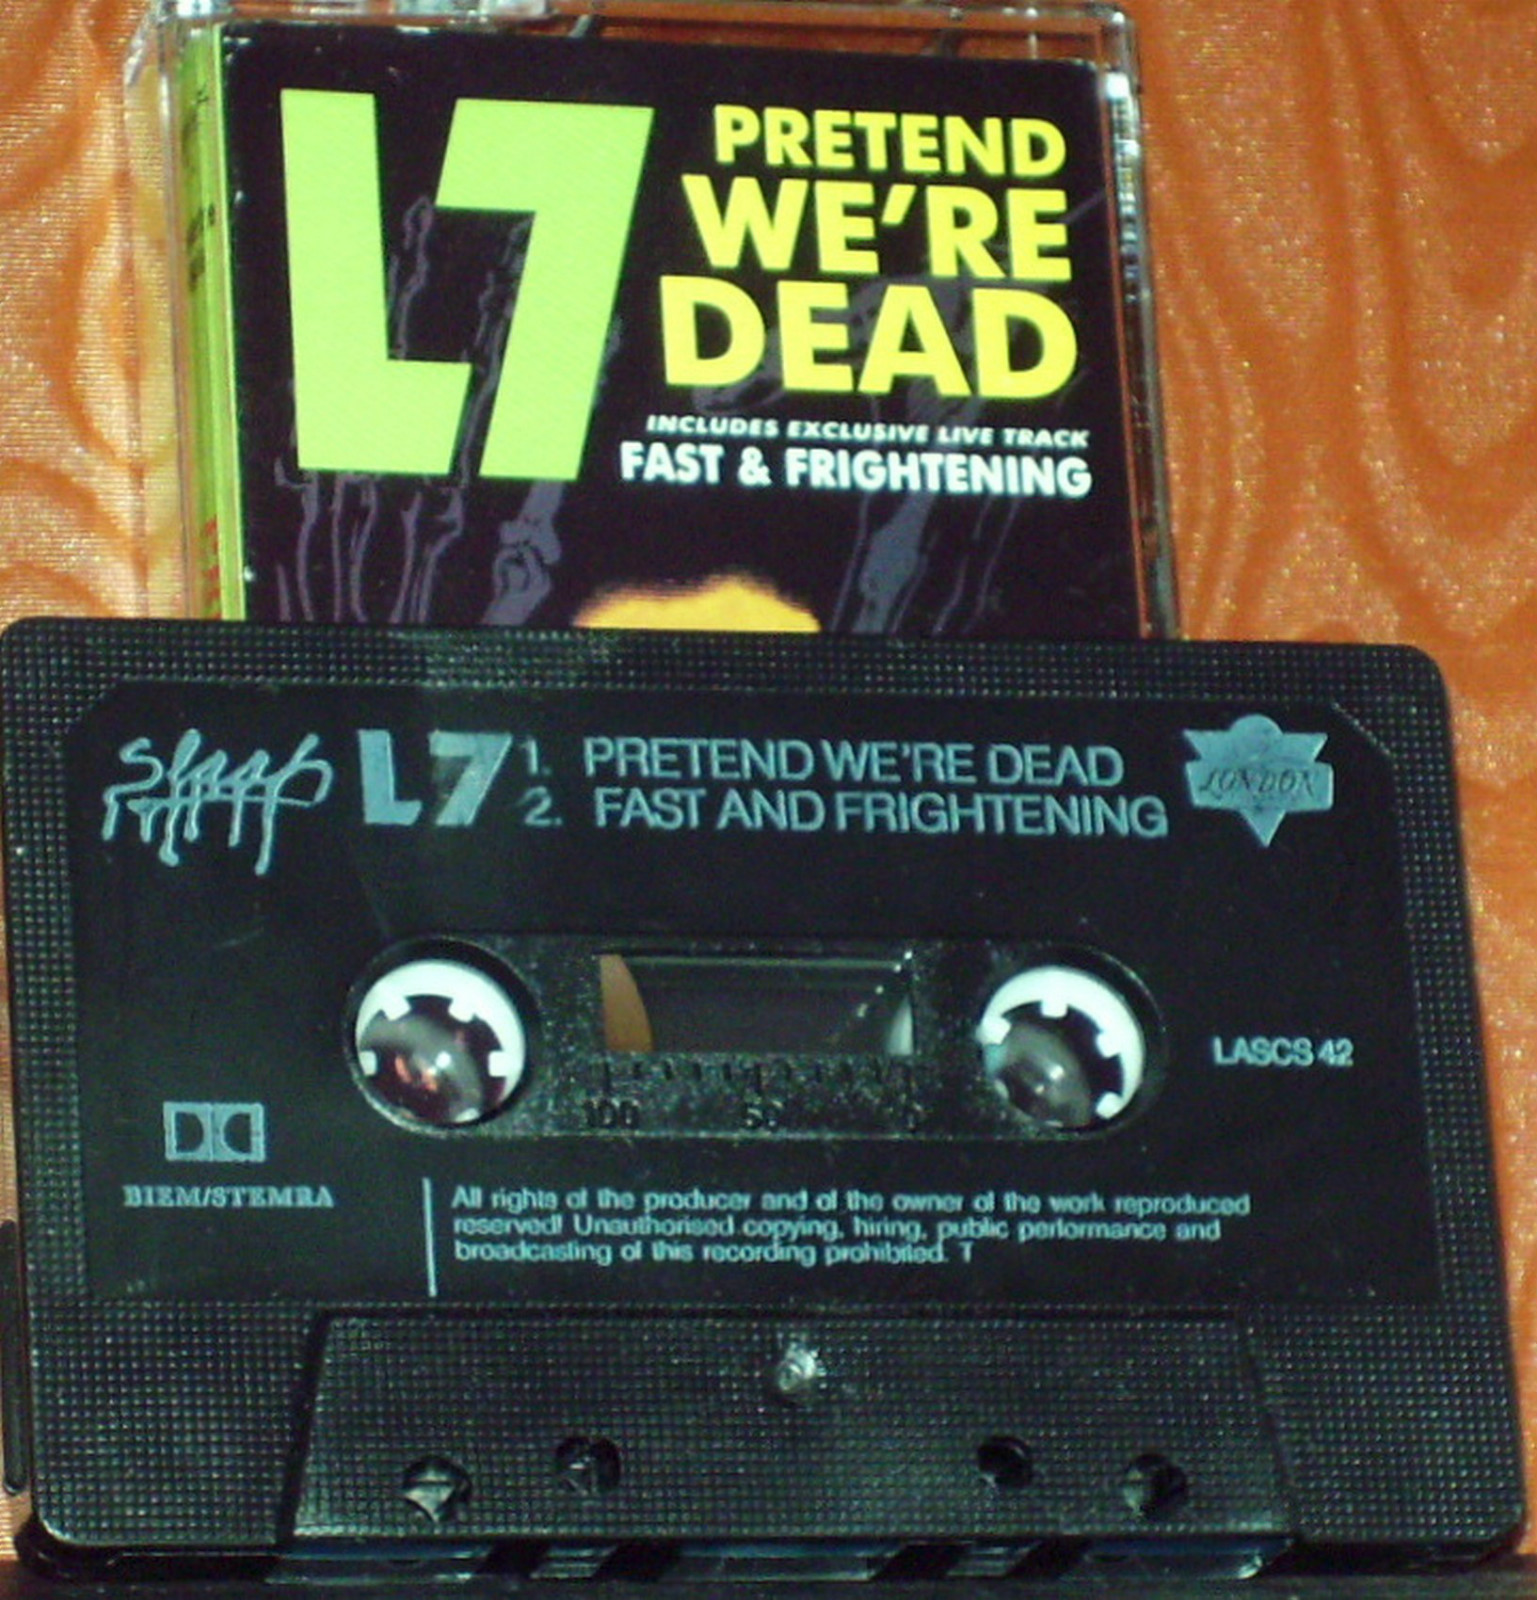 L7
PRETEND
WE'RE
DEAD
INCLUDES EXCLUSIVE LIVE TRACK
FAST & FRIGHTENING
Slash
L7
1. PRETEND WE'RE DEAD
2. FAST AND FRIGHTENING
LONDON
LASCS 42
100 50 0
BIEM/STEMRA
All rights of the producer and of the owner of the work reproduced
reserved! Unauthorised copying, hiring, public performance and
broadcasting of this recording prohibited. T